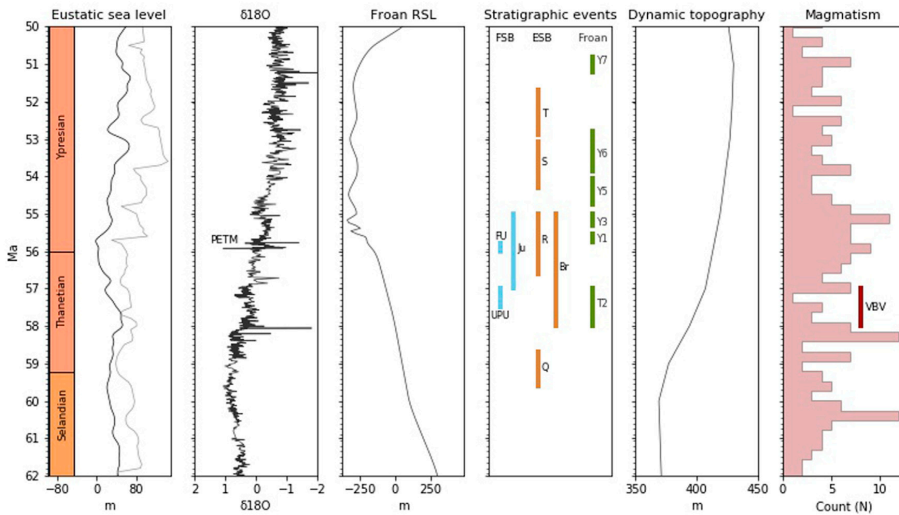 Eustatic sea level δ18O Froan RSL Stratigraphic events Dynamic topography Magmatism
FSB ESB Froan
50
51
52
53
54
55
56
57
58
59
60
61
62
Ma
Ypresian
Thanetian
Selandian
PETM
FU
UPU
Ju
T
S
R
Br
Q
Y7
Y6
Y5
Y3
Y1
T2
VBV
−80 0 80
m
2 1 0 −1 −2
δ18O
−250 0 250
m
350 400 450
m
0 5 10
Count (N)